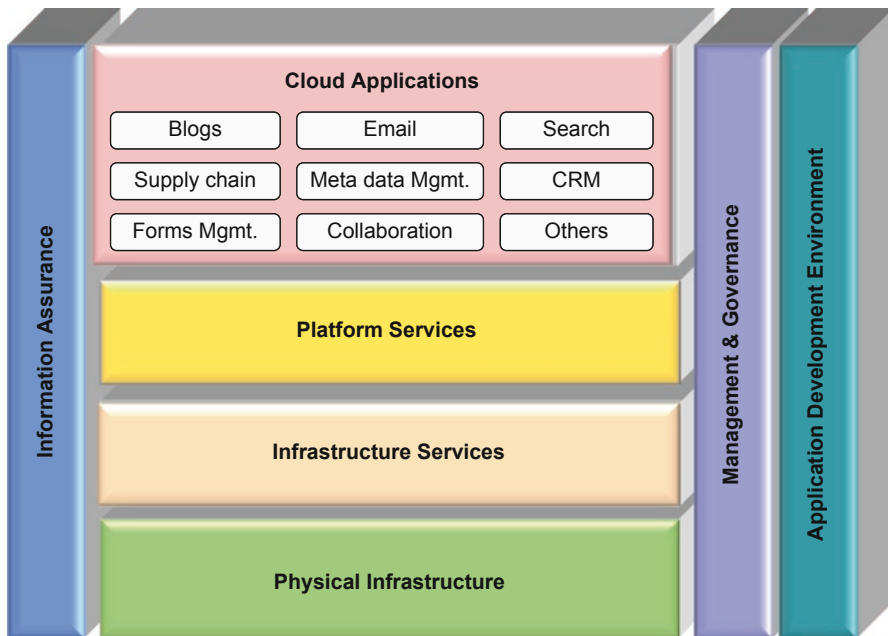 Cloud Applications
Blogs
Email
Search
Supply chain
Meta data Mgmt.
CRM
Forms Mgmt.
Collaboration
Others
Platform Services
Infrastructure Services
Physical Infrastructure
Information Assurance
Management & Governance
Application Development Environment